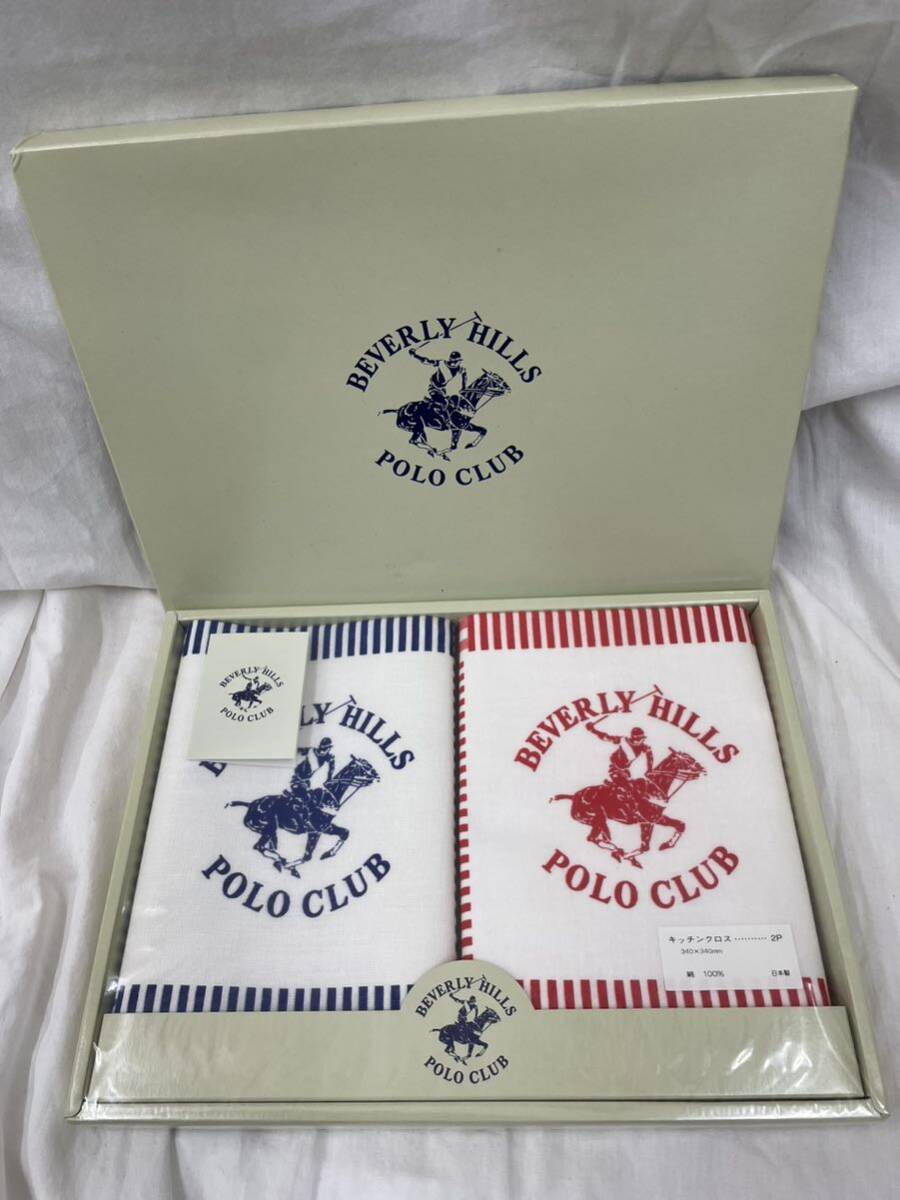 BEVERLY HILLS
POLO CLUB
BEVERLY HILLS
POLO CLUB
LY HILLS
POLO CLUB
BEVERLY HILLS
POLO CLUB
キッチンクロス ·········· 2P
340×340mm
綿 100% 日本製
BEVERLY HILLS
POLO CLUB